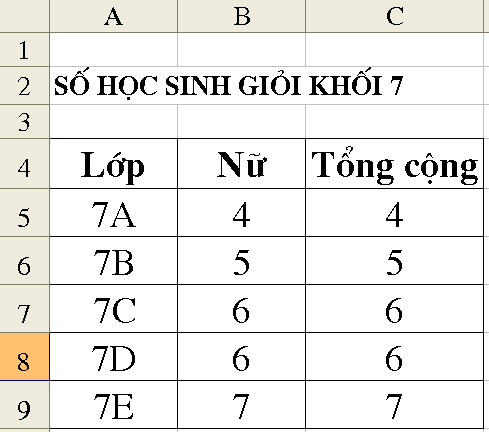 A B C
1
2 SỐ HỌC SINH GIỎI KHỐI 7
3
4 Lớp Nữ Tổng cộng
5 7A 4 4
6 7B 5 5
7 7C 6 6
8 7D 6 6
9 7E 7 7